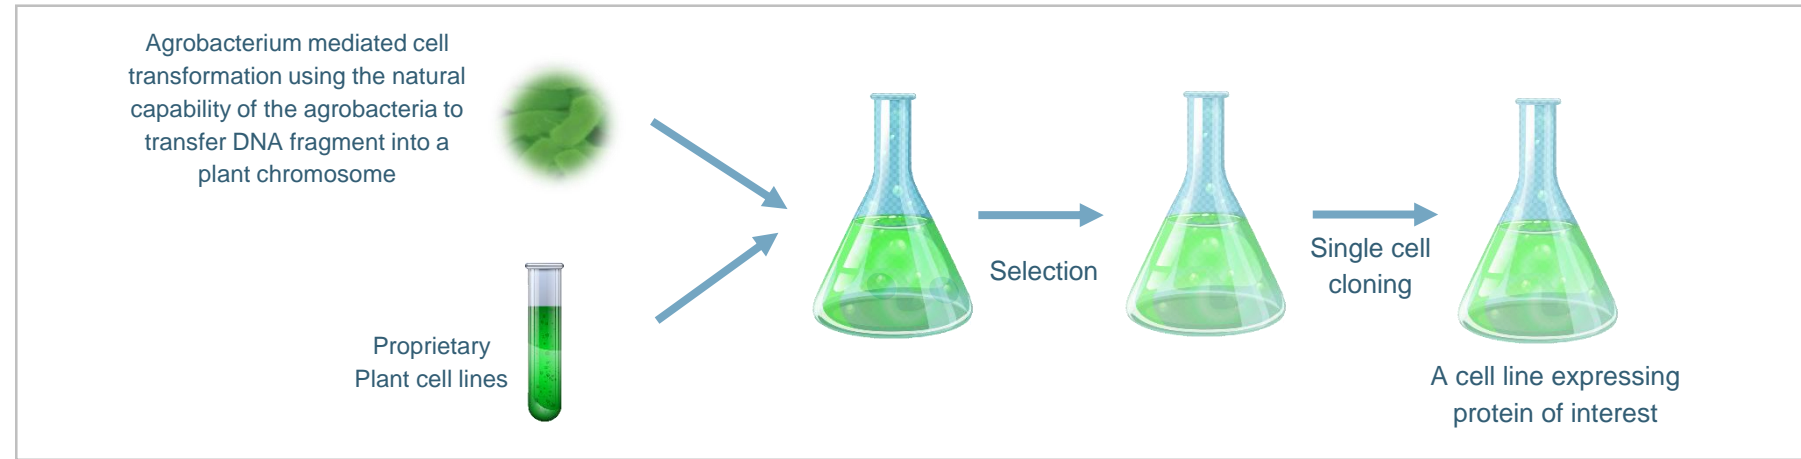 Agrobacterium mediated cell
transformation using the natural
capability of the agrobacteria to
transfer DNA fragment into a
plant chromosome
Proprietary
Plant cell lines
Selection
Single cell
cloning
A cell line expressing
protein of interest